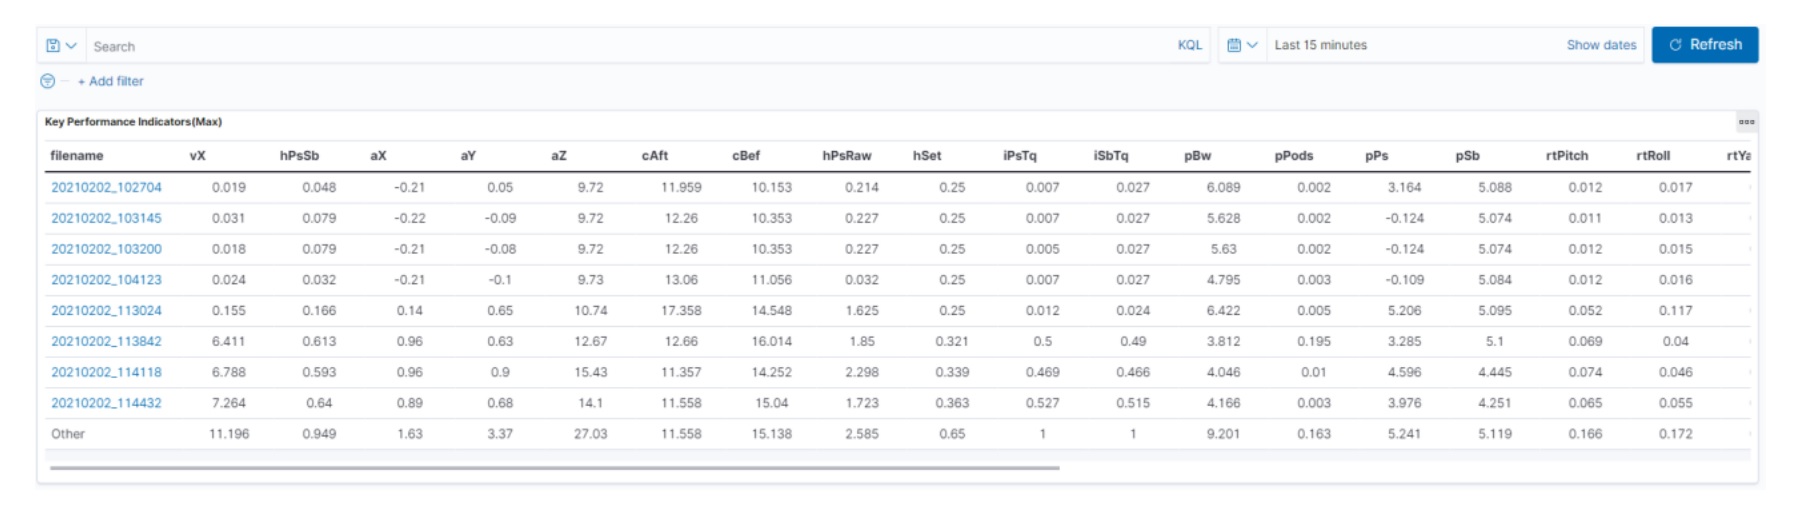 Search KQL Last 15 minutes Show dates Refresh
+ Add filter
Key Performance Indicators(Max)
filename vX hPsSb aX aY aZ cAft cBef hPsRaw hSet iPsTq iSbTq pBw pPods pPs pSb rtPitch rtRoll rtYa
20210202_102704 0.019 0.048 -0.21 0.05 9.72 11.959 10.153 0.214 0.25 0.007 0.027 6.089 0.002 3.164 5.088 0.012 0.017
20210202_103145 0.031 0.079 -0.22 -0.09 9.72 12.26 10.353 0.227 0.25 0.007 0.027 5.628 0.002 -0.124 5.074 0.011 0.013
20210202_103200 0.018 0.079 -0.21 -0.08 9.72 12.26 10.353 0.227 0.25 0.005 0.027 5.63 0.002 -0.124 5.074 0.012 0.015
20210202_104123 0.024 0.032 -0.21 -0.1 9.73 13.06 11.056 0.032 0.25 0.007 0.027 4.795 0.003 -0.109 5.084 0.012 0.016
20210202_113024 0.155 0.166 0.14 0.65 10.74 17.358 14.548 1.625 0.25 0.012 0.024 6.422 0.005 5.206 5.095 0.052 0.117
20210202_113842 6.411 0.613 0.96 0.63 12.67 12.66 16.014 1.85 0.321 0.5 0.49 3.812 0.195 3.285 5.1 0.069 0.04
20210202_114118 6.788 0.593 0.96 0.9 15.43 11.357 14.252 2.298 0.339 0.469 0.466 4.046 0.01 4.596 4.445 0.074 0.046
20210202_114432 7.264 0.64 0.89 0.68 14.1 11.558 15.04 1.723 0.363 0.527 0.515 4.166 0.003 3.976 4.251 0.065 0.055
Other 11.196 0.949 1.63 3.37 27.03 11.558 15.138 2.585 0.65 1 1 9.201 0.163 5.241 5.119 0.166 0.172